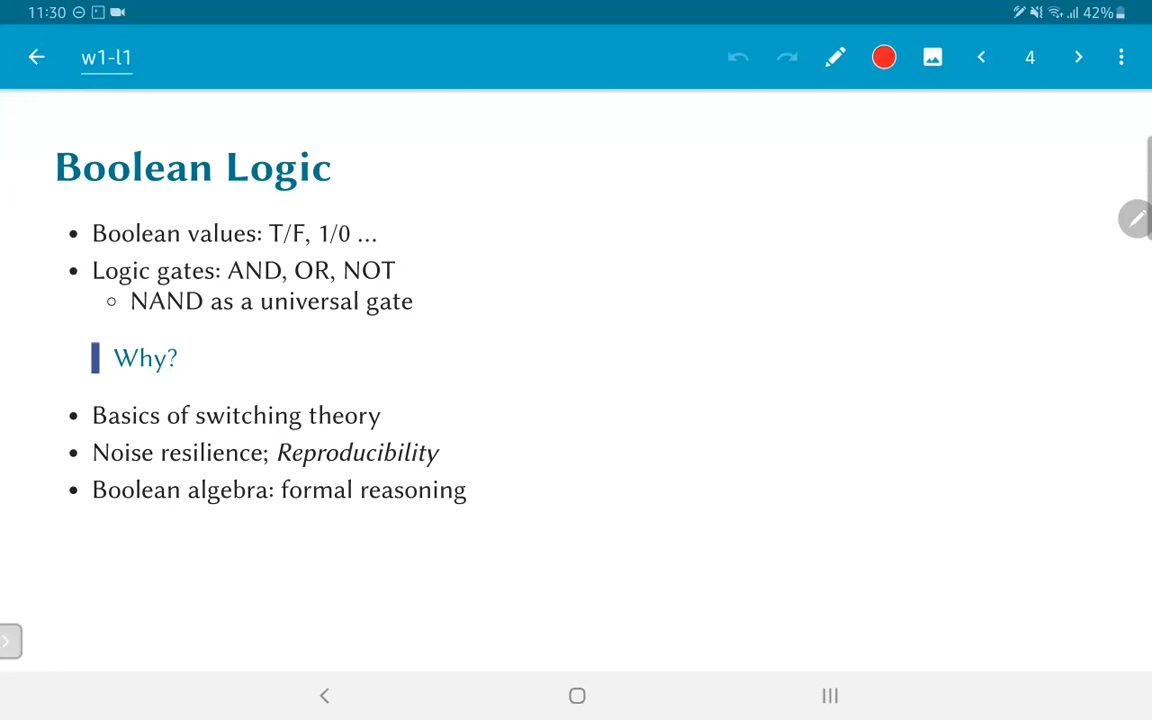 11:30
42%
w1-l1
4
Boolean Logic
• Boolean values: T/F, 1/0 ...
• Logic gates: AND, OR, NOT
◦ NAND as a universal gate
Why?
• Basics of switching theory
• Noise resilience; Reproducibility
• Boolean algebra: formal reasoning